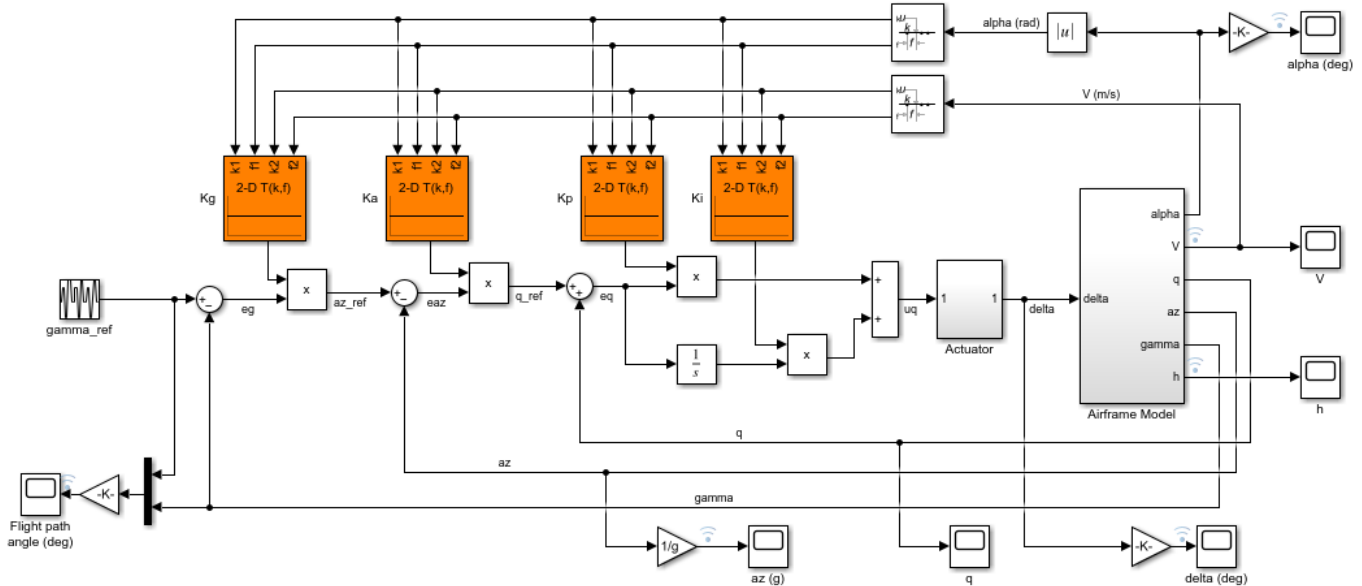 u
k
f
alpha (rad)
|u|
-K-
alpha (deg)
u
k
f
V (m/s)
k1 f1 k2 f2
k1 f1 k2 f2
k1 f1 k2 f2
k1 f1 k2 f2
Kg
2-D T(k,f)
Ka
2-D T(k,f)
Kp
2-D T(k,f)
Ki
2-D T(k,f)
alpha
V
q
az
delta
gamma
h
Airframe Model
V
h
gamma_ref
+
−
eg
x
az_ref
+
−
eaz
x
q_ref
+
+
eq
x
1
s
x
+
+
uq
1 1
Actuator
delta
q
az
gamma
-K-
Flight path
angle (deg)
1/g
az (g)
q
-K-
delta (deg)